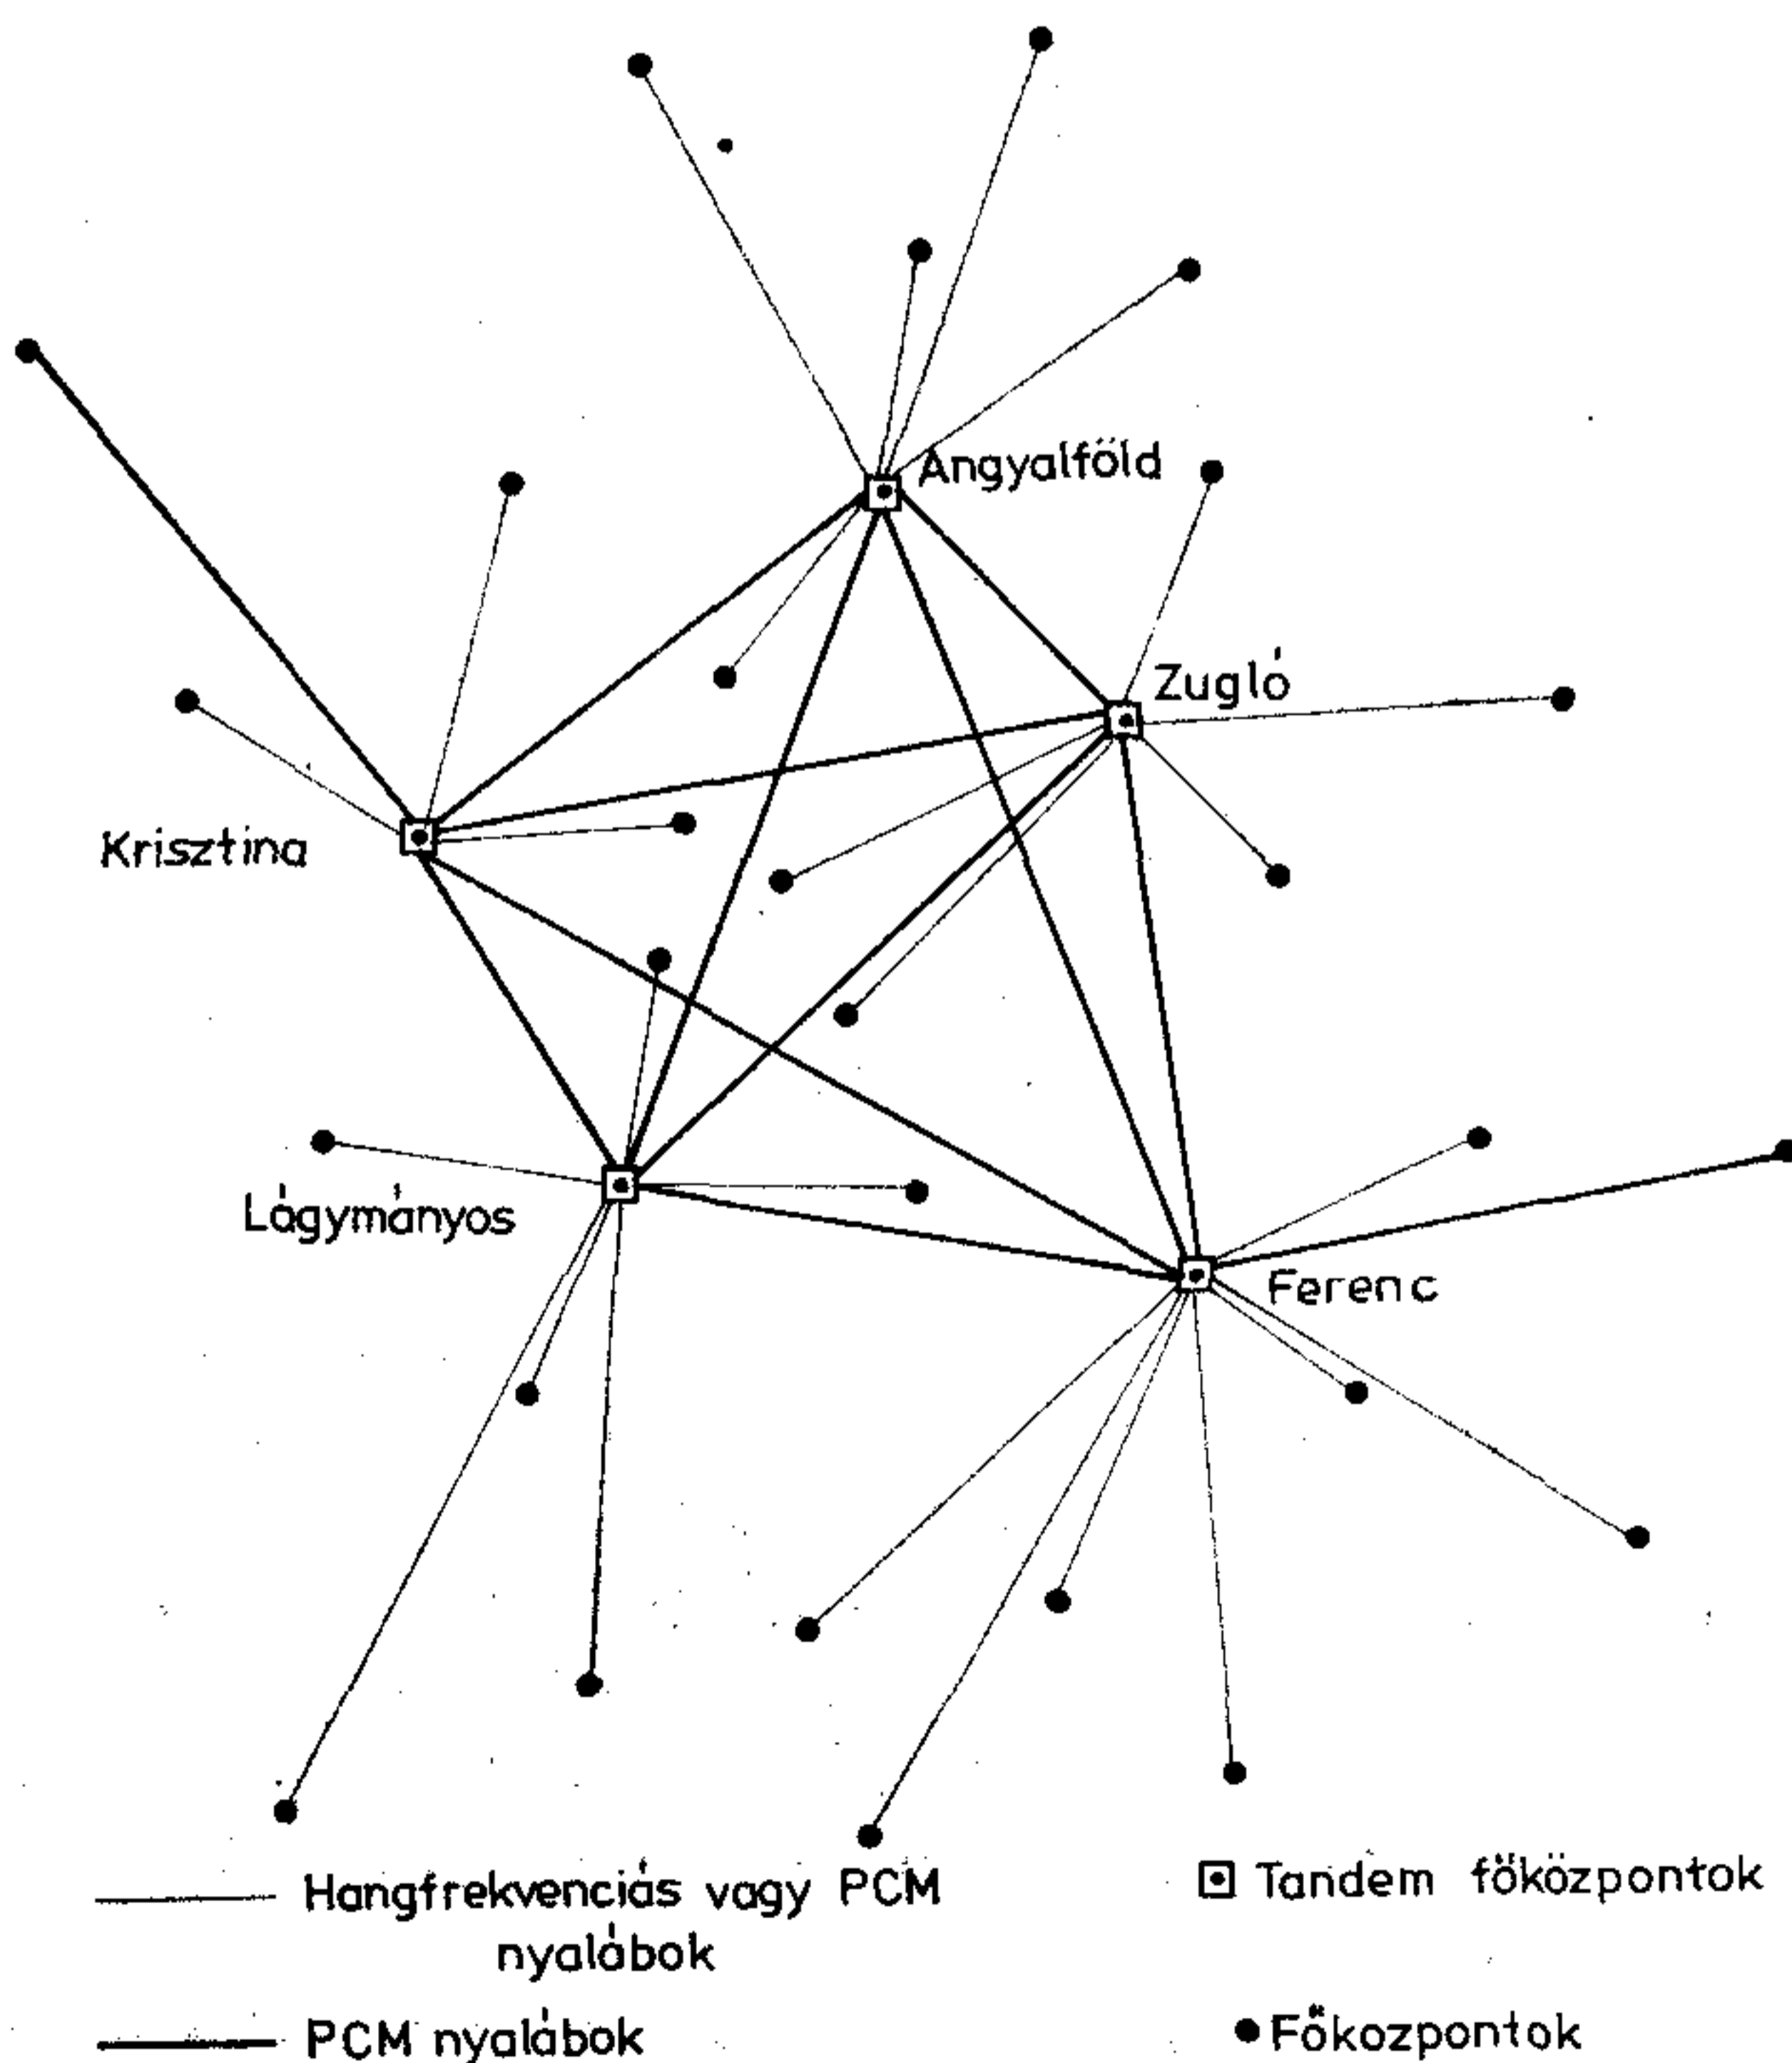 Angyalföld
Zugló
Krisztina
Lágymányos
Ferenc
Hangfrekvenciás vagy PCM
nyalábok
PCM nyalábok
Tandem főközpontok
Főkozpontok